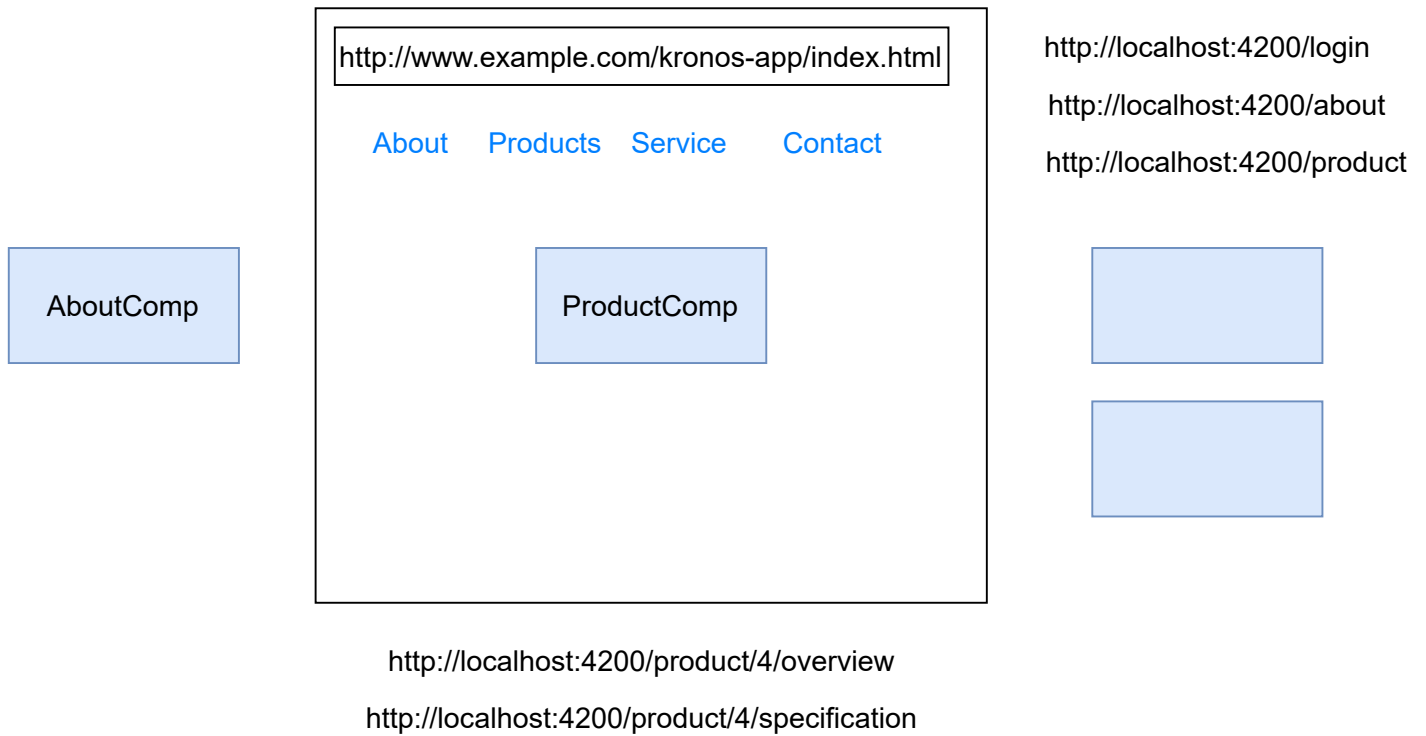 http://www.example.com/kronos-app/index.html
http://localhost:4200/login
http://localhost:4200/about
About Products Service Contact
http://localhost:4200/product
AboutComp
ProductComp
http://localhost:4200/product/4/overview
http://localhost:4200/product/4/specification